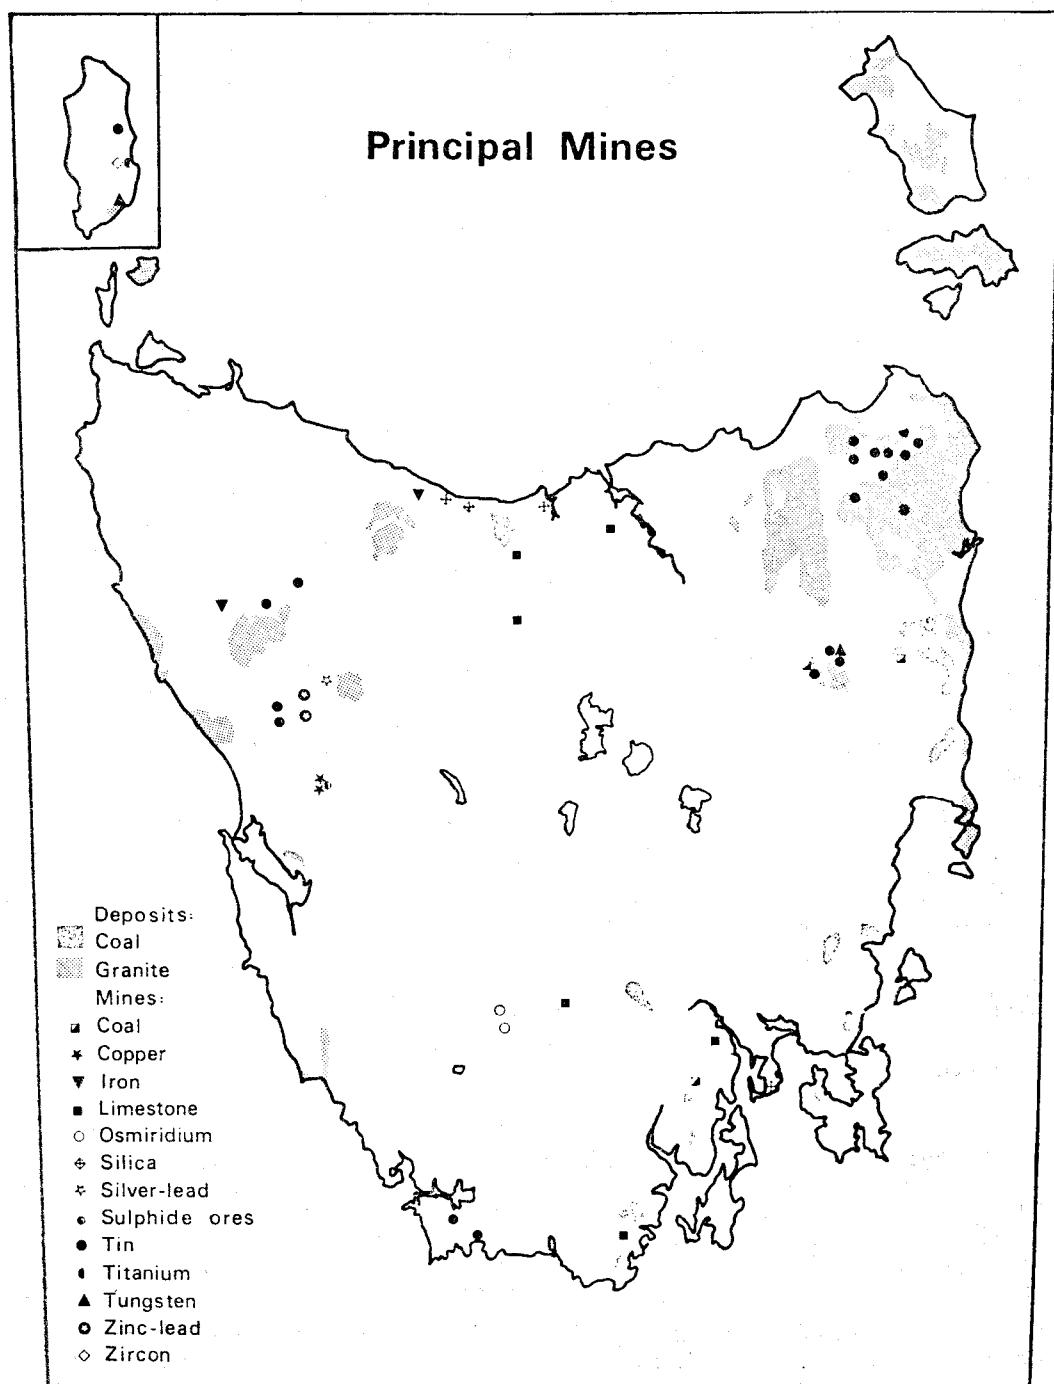 Principal Mines
Deposits:
Coal
Granite
Mines:
Coal
Copper
Iron
Limestone
Osmiridium
Silica
Silver-lead
Sulphide ores
Tin
Titanium
Tungsten
Zinc-lead
Zircon